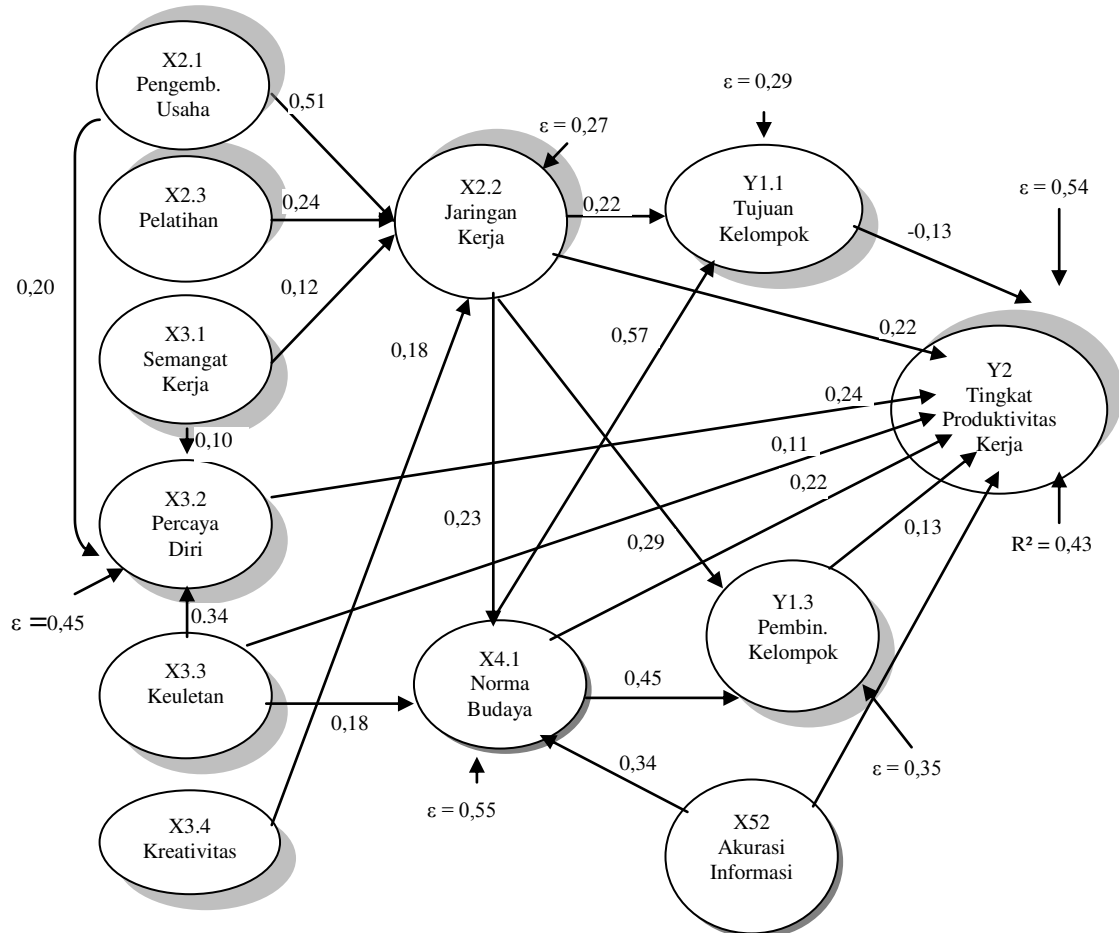 X2.1
Pengemb.
Usaha
0,51
X2.3
Pelatihan
0,24
X3.1
Semangat
Kerja
0,12
0,20
0,10
X3.2
Percaya
Diri
ε =0,45
0.34
X3.3
Keuletan
0,18
X3.4
Kreativitas
0,18
X2.2
Jaringan
Kerja
ε = 0,27
0,22
ε = 0,29
Y1.1
Tujuan
Kelompok
-0,13
ε = 0,54
0,57
0,22
Y2
Tingkat
Produktivitas
Kerja
0,24
0,11
0,22
0,23
0,29
0,13
R² = 0,43
X4.1
Norma
Budaya
ε = 0,55
0,45
Y1.3
Pembin.
Kelompok
ε = 0,35
0,34
X52
Akurasi
Informasi